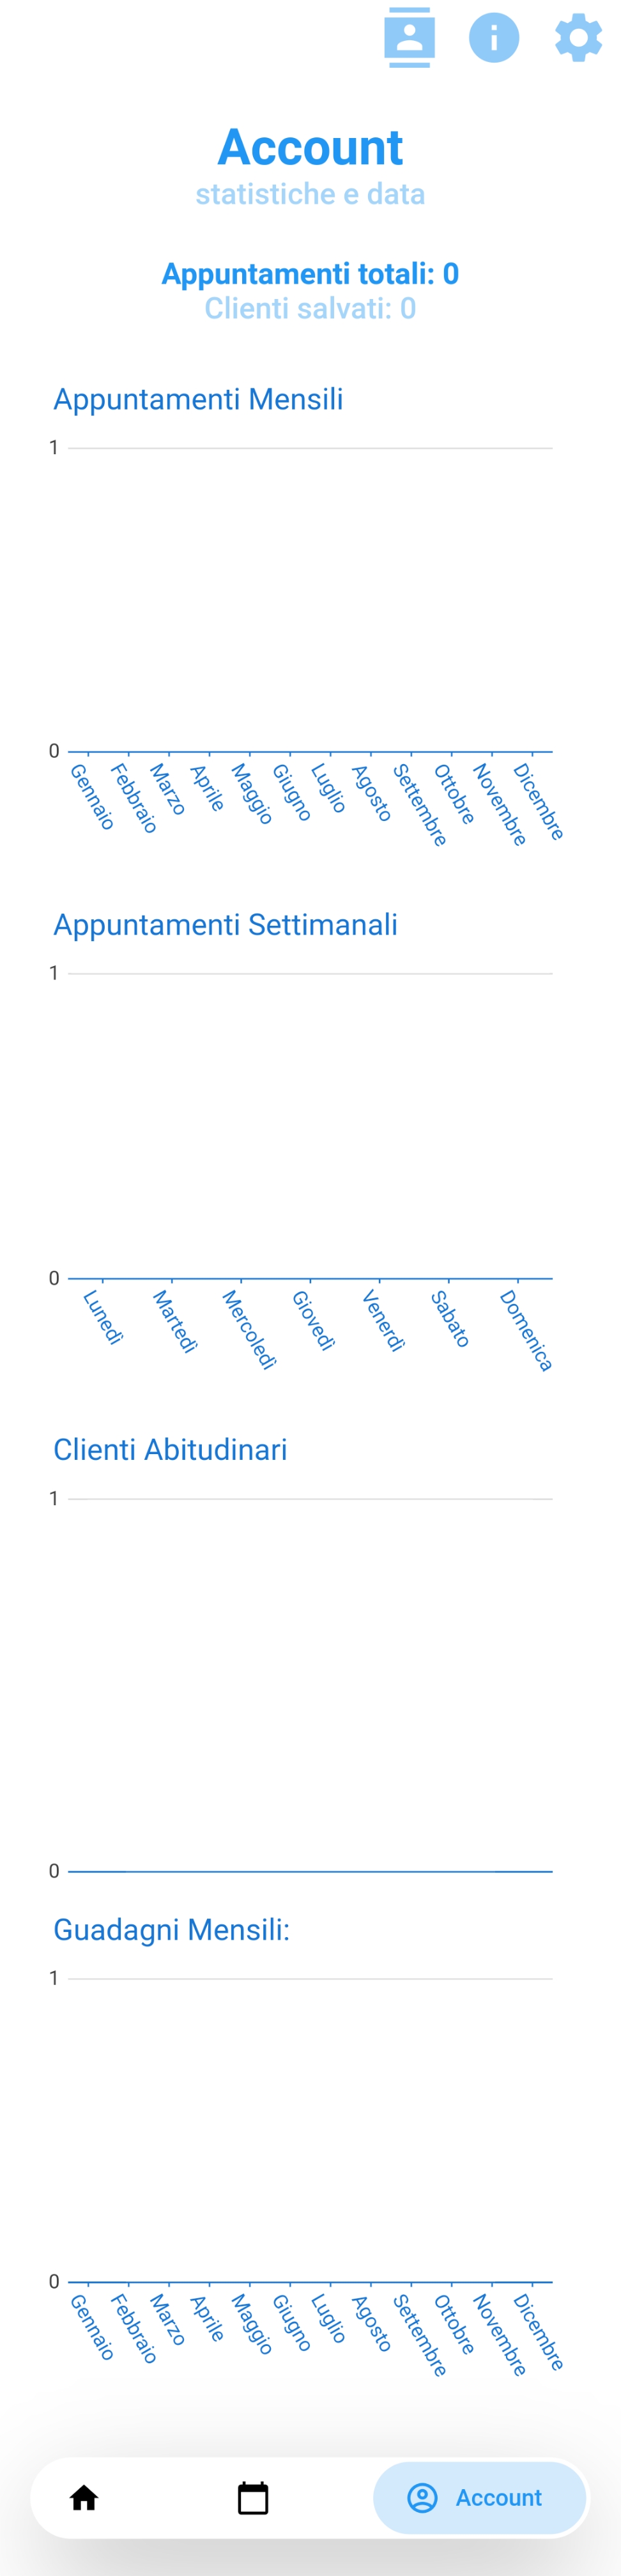 Account
statistiche e data
Appuntamenti totali: 0
Clienti salvati: 0
Appuntamenti Mensili
1
0
Gennaio Febbraio Marzo Aprile Maggio Giugno Luglio Agosto Settembre Ottobre Novembre Dicembre
Appuntamenti Settimanali
1
0
Lunedì Martedì Mercoledì Giovedì Venerdì Sabato Domenica
Clienti Abitudinari
1
0
Guadagni Mensili:
1
0
Gennaio Febbraio Marzo Aprile Maggio Giugno Luglio Agosto Settembre Ottobre Novembre Dicembre
Account